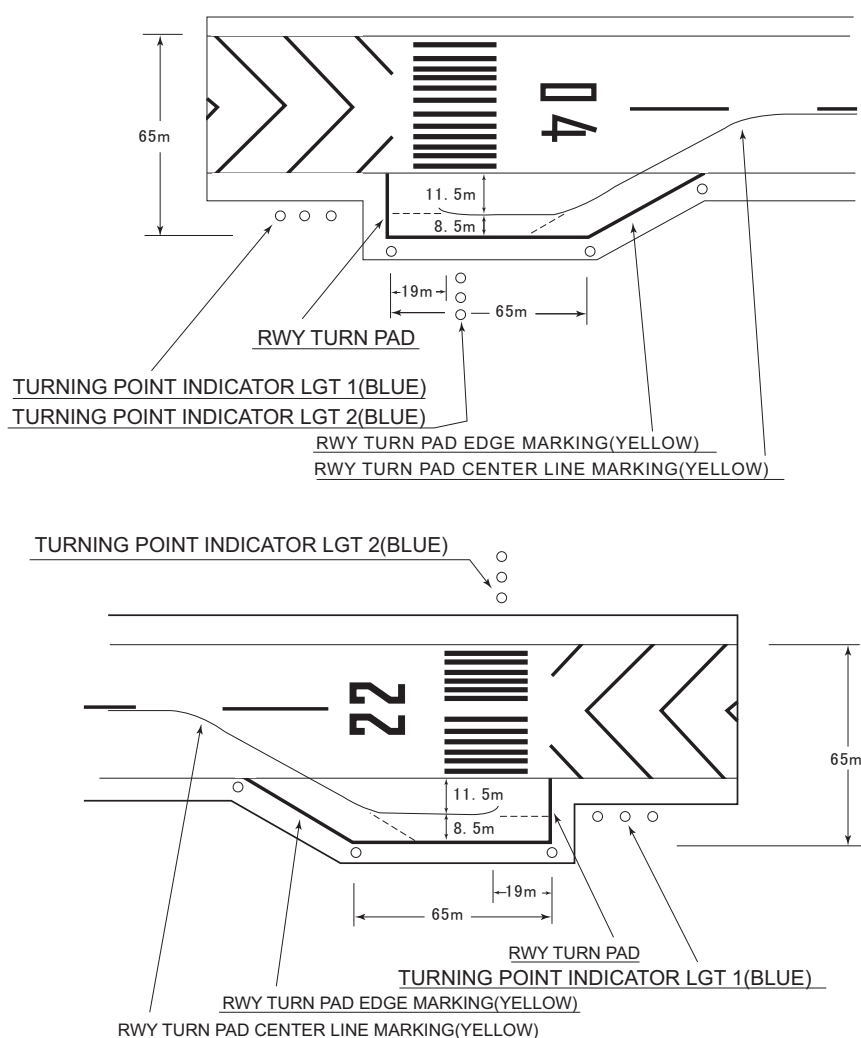 04
65m
11.5m
8.5m
19m
65m
RWY TURN PAD
TURNING POINT INDICATOR LGT 1(BLUE)
TURNING POINT INDICATOR LGT 2(BLUE)
RWY TURN PAD EDGE MARKING(YELLOW)
RWY TURN PAD CENTER LINE MARKING(YELLOW)
TURNING POINT INDICATOR LGT 2(BLUE)
22
65m
11.5m
8.5m
19m
65m
RWY TURN PAD
TURNING POINT INDICATOR LGT 1(BLUE)
RWY TURN PAD EDGE MARKING(YELLOW)
RWY TURN PAD CENTER LINE MARKING(YELLOW)